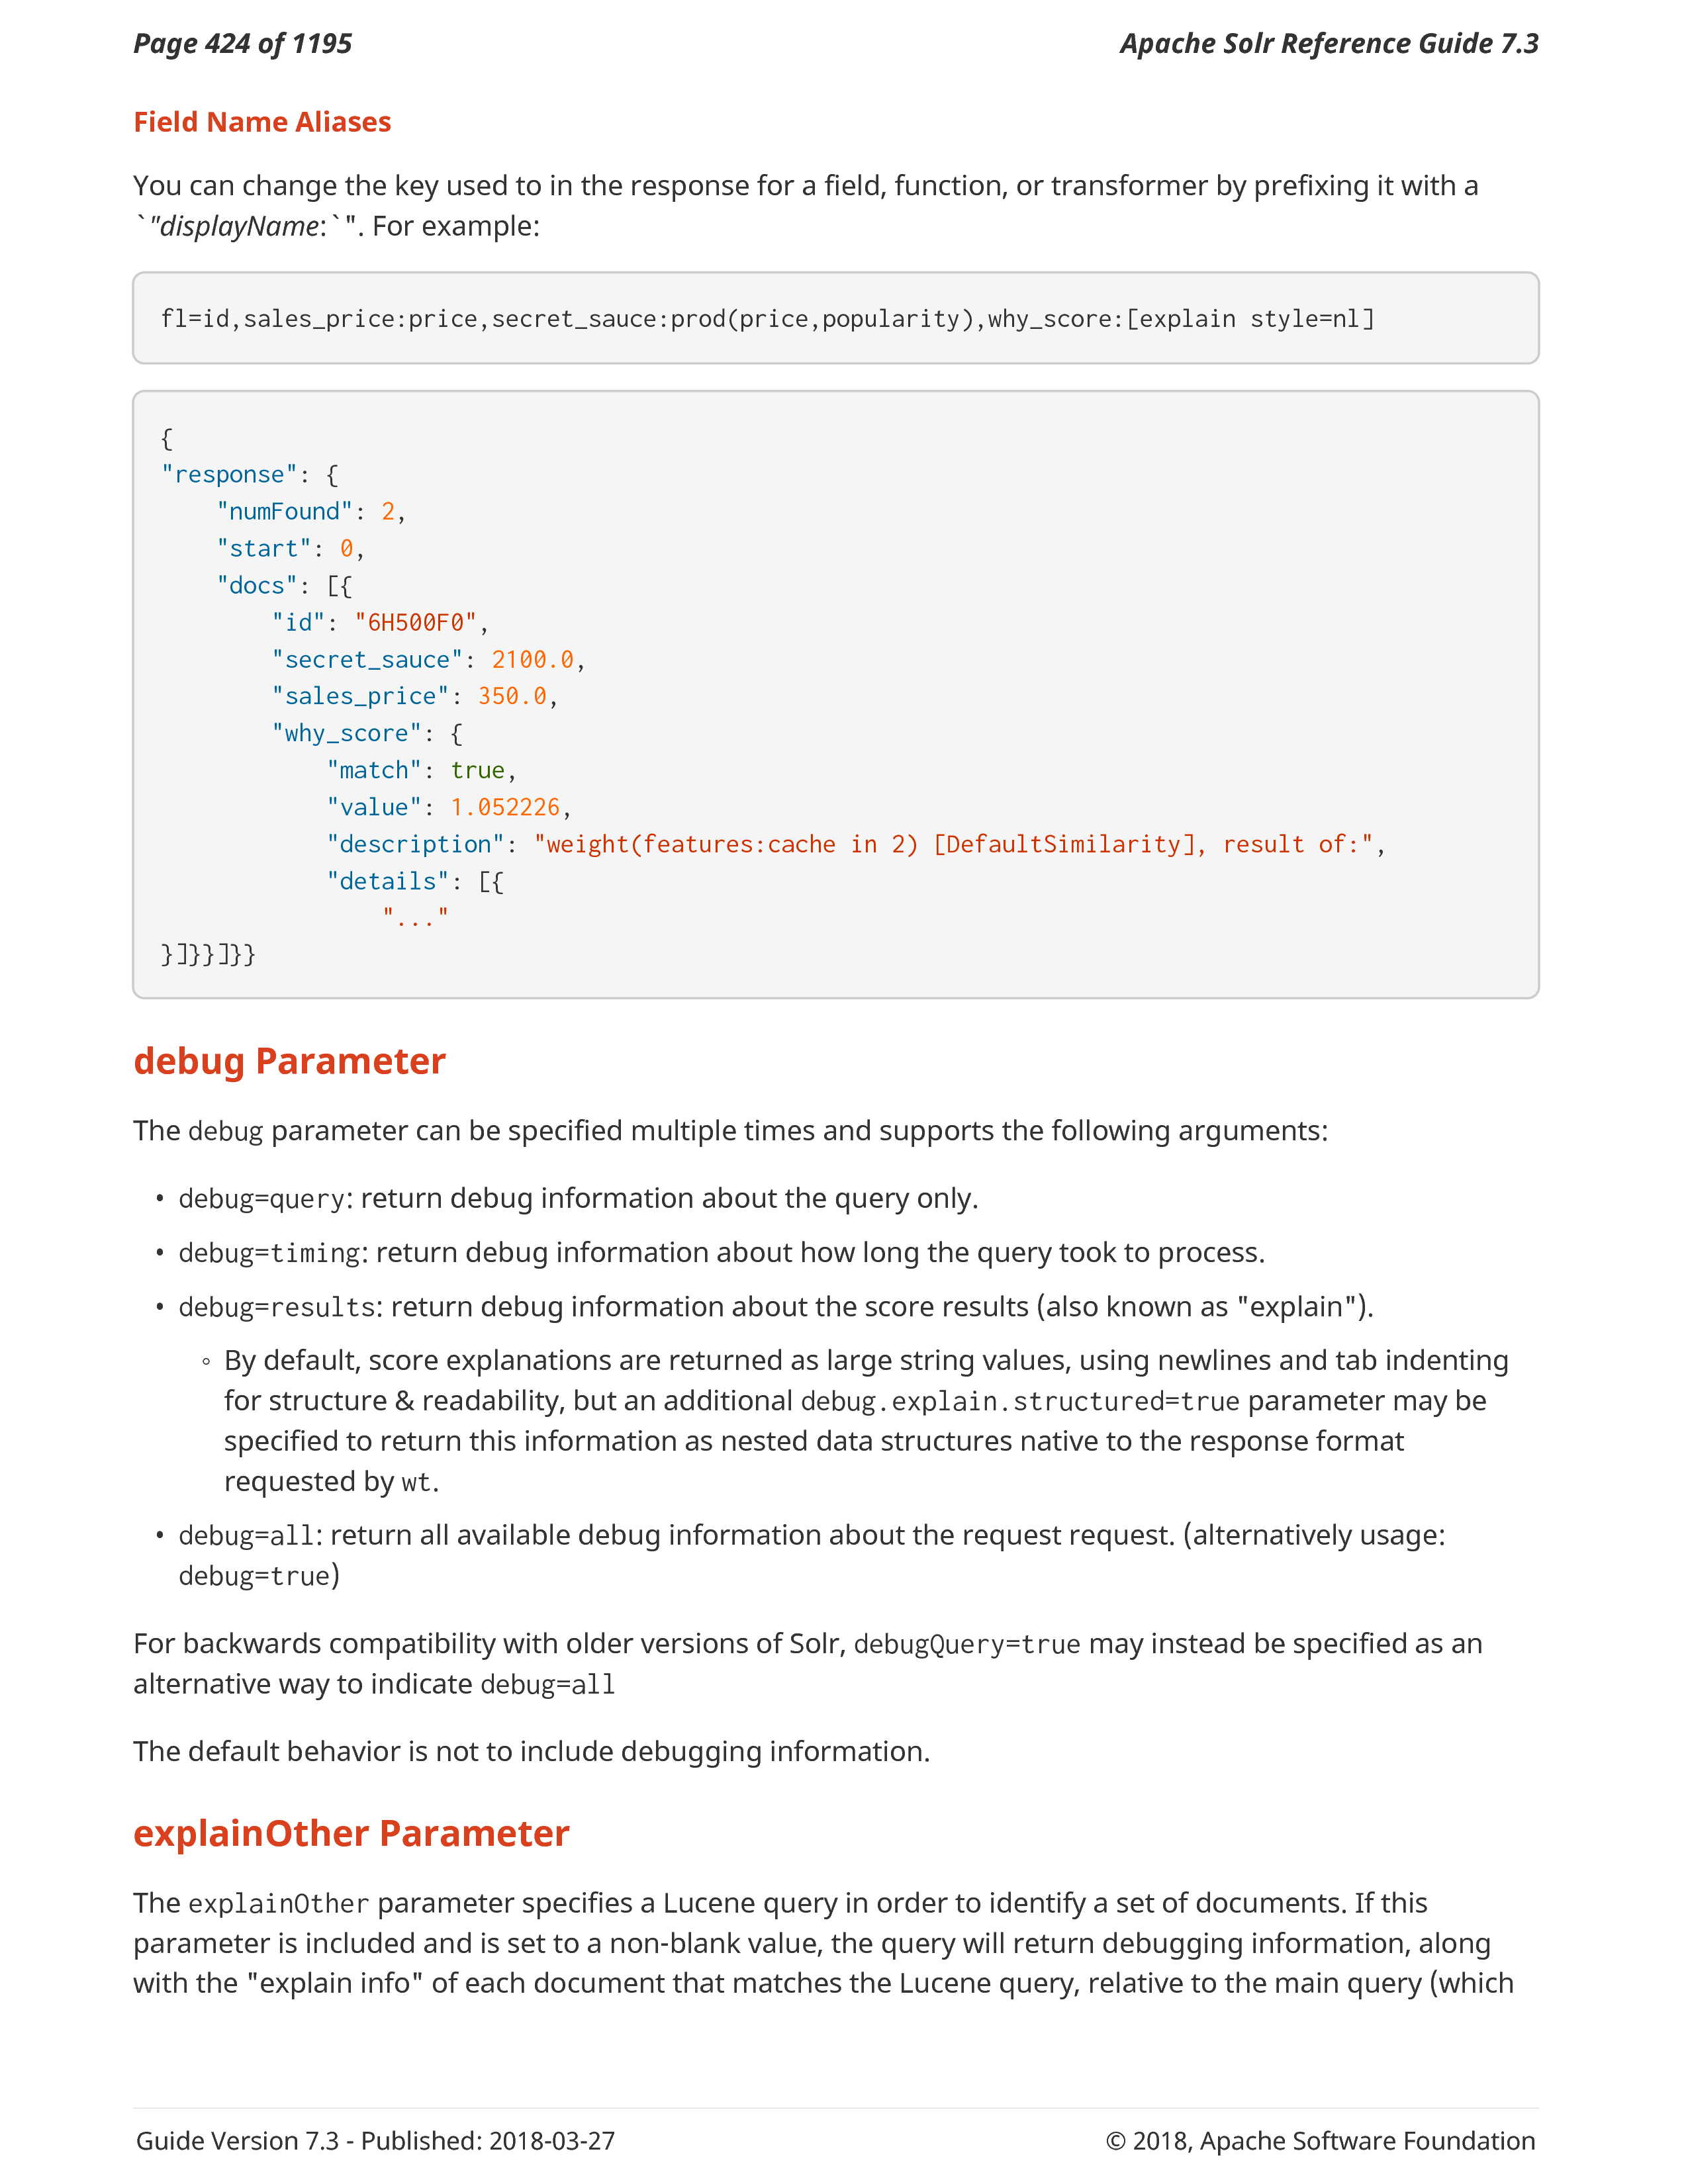 Page 424 of 1195
Apache Solr Reference Guide 7.3
Field Name Aliases
You can change the key used to in the response for a field, function, or transformer by prefixing it with a
`"displayName:`". For example:
fl=id,sales_price:price,secret_sauce:prod(price,popularity),why_score:[explain style=nl]
{
"response": {
    "numFound": 2,
    "start": 0,
    "docs": [{
        "id": "6H500F0",
        "secret_sauce": 2100.0,
        "sales_price": 350.0,
        "why_score": {
            "match": true,
            "value": 1.052226,
            "description": "weight(features:cache in 2) [DefaultSimilarity], result of:",
            "details": [{
                "..."
}]}}]}}
debug Parameter
The debug parameter can be specified multiple times and supports the following arguments:
• debug=query: return debug information about the query only.
• debug=timing: return debug information about how long the query took to process.
• debug=results: return debug information about the score results (also known as "explain").
◦ By default, score explanations are returned as large string values, using newlines and tab indenting
for structure & readability, but an additional debug.explain.structured=true parameter may be
specified to return this information as nested data structures native to the response format
requested by wt.
• debug=all: return all available debug information about the request request. (alternatively usage:
debug=true)
For backwards compatibility with older versions of Solr, debugQuery=true may instead be specified as an
alternative way to indicate debug=all
The default behavior is not to include debugging information.
explainOther Parameter
The explainOther parameter specifies a Lucene query in order to identify a set of documents. If this
parameter is included and is set to a non-blank value, the query will return debugging information, along
with the "explain info" of each document that matches the Lucene query, relative to the main query (which
Guide Version 7.3 - Published: 2018-03-27
© 2018, Apache Software Foundation